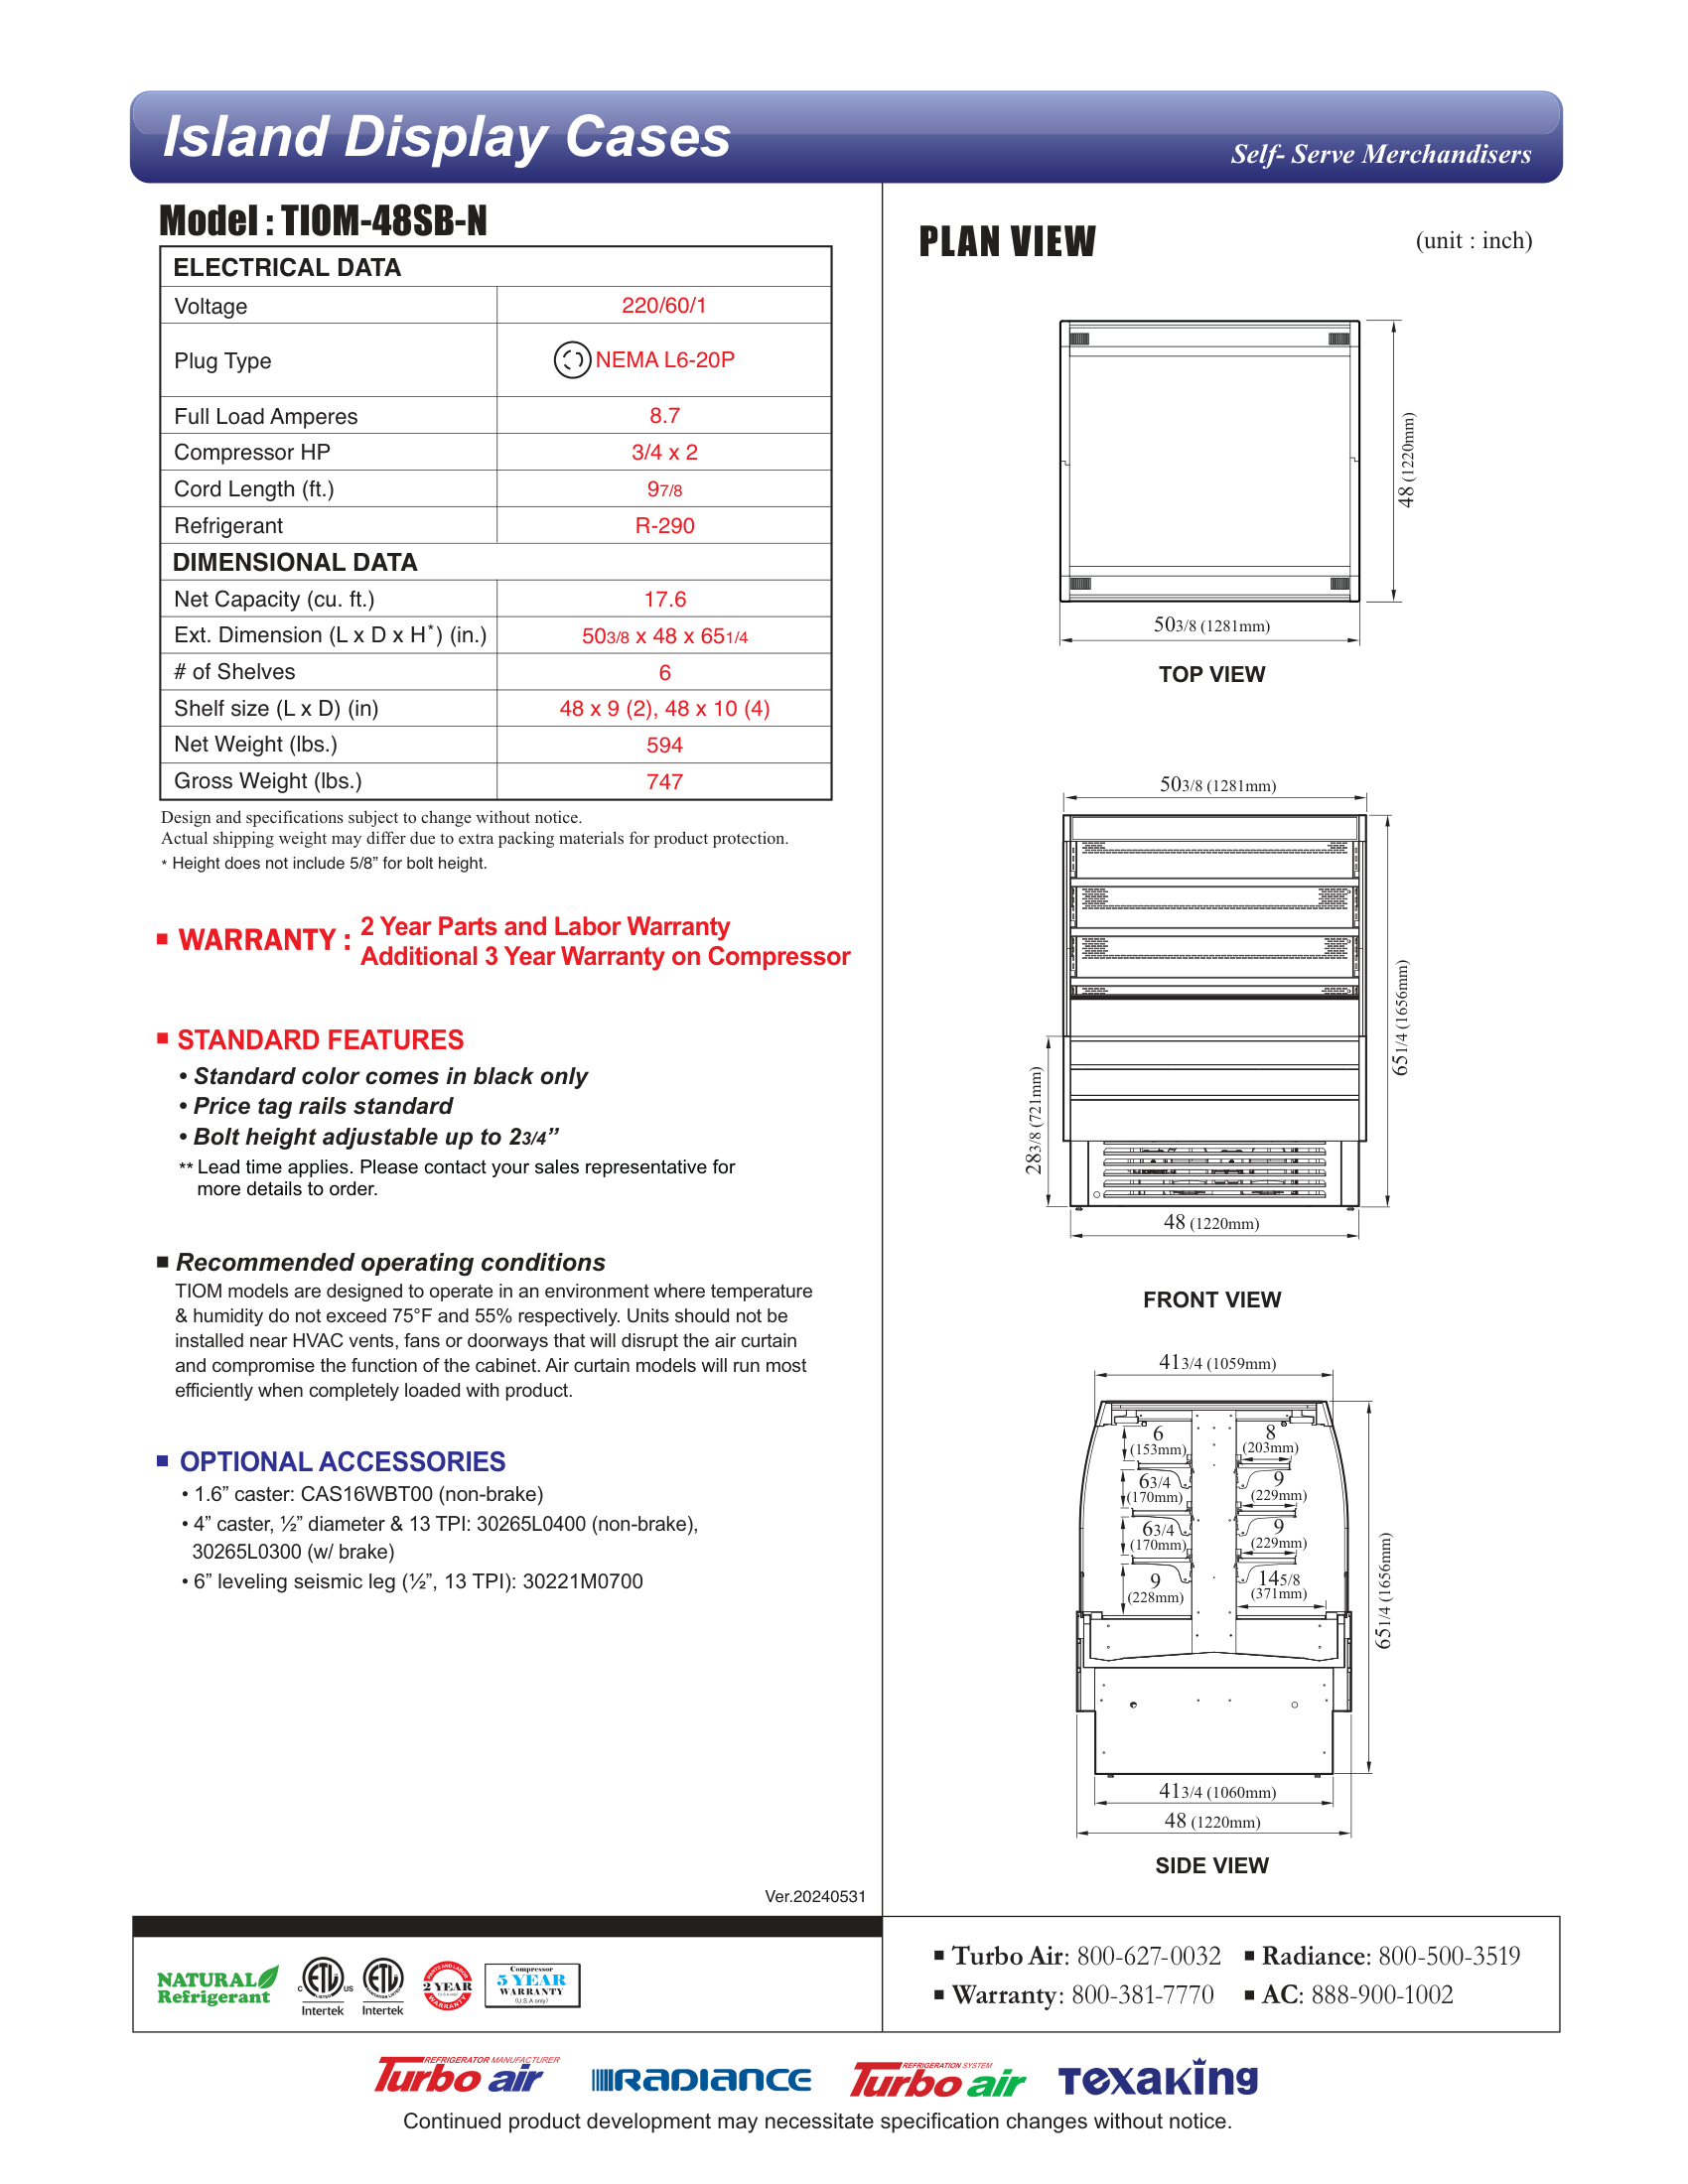 Island Display Cases
Self- Serve Merchandisers
Model : TIOM-48SB-N
ELECTRICAL DATA
Voltage 220/60/1
Plug Type NEMA L6-20P
Full Load Amperes 8.7
Compressor HP 3/4 x 2
Cord Length (ft.) 97/8
Refrigerant R-290
DIMENSIONAL DATA
Net Capacity (cu. ft.) 17.6
Ext. Dimension (L x D x H*) (in.) 503/8 x 48 x 651/4
# of Shelves 6
Shelf size (L x D) (in) 48 x 9 (2), 48 x 10 (4)
Net Weight (lbs.) 594
Gross Weight (lbs.) 747
Design and specifications subject to change without notice.
Actual shipping weight may differ due to extra packing materials for product protection.
* Height does not include 5/8” for bolt height.
■ WARRANTY : 2 Year Parts and Labor Warranty
Additional 3 Year Warranty on Compressor
■ STANDARD FEATURES
• Standard color comes in black only
• Price tag rails standard
• Bolt height adjustable up to 23/4”
** Lead time applies. Please contact your sales representative for
more details to order.
■ Recommended operating conditions
TIOM models are designed to operate in an environment where temperature
& humidity do not exceed 75°F and 55% respectively. Units should not be
installed near HVAC vents, fans or doorways that will disrupt the air curtain
and compromise the function of the cabinet. Air curtain models will run most
efficiently when completely loaded with product.
■ OPTIONAL ACCESSORIES
• 1.6” caster: CAS16WBT00 (non-brake)
• 4” caster, ½” diameter & 13 TPI: 30265L0400 (non-brake),
30265L0300 (w/ brake)
• 6” leveling seismic leg (½”, 13 TPI): 30221M0700
Ver.20240531
PLAN VIEW
(unit : inch)
48 (1220mm)
503/8 (1281mm)
TOP VIEW
503/8 (1281mm)
651/4 (1656mm)
283/8 (721mm)
48 (1220mm)
FRONT VIEW
413/4 (1059mm)
6 8
(153mm) (203mm)
63/4 9
(170mm) (229mm)
63/4 9
(170mm) (229mm)
9 145/8
(228mm) (371mm)
651/4 (1656mm)
413/4 (1060mm)
48 (1220mm)
SIDE VIEW
NATURAL
Refrigerant
C ETL US
LISTED
Intertek
ETL
Intertek
PARTS AND LABOR
2 YEAR
WARRANTY
Compressor
5 YEAR
WARRANTY
(U.S.A only)
■ Turbo Air: 800-627-0032 ■ Radiance: 800-500-3519
■ Warranty: 800-381-7770 ■ AC: 888-900-1002
REFRIGERATOR MANUFACTURER
Turbo air
RADIANCE
REFRIGERATION SYSTEM
Turbo air
TEXAKING
Continued product development may necessitate specification changes without notice.